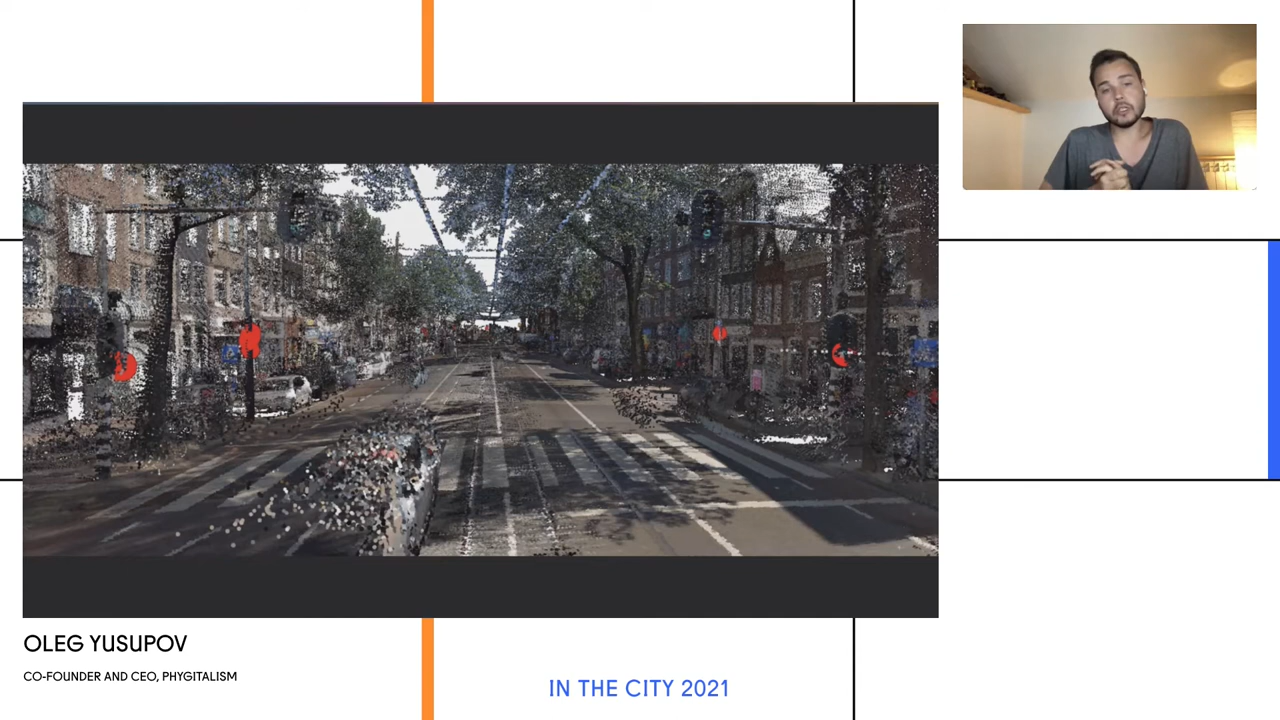 OLEG YUSUPOV
CO-FOUNDER AND CEO, PHYGITALISM
IN THE CITY 2021